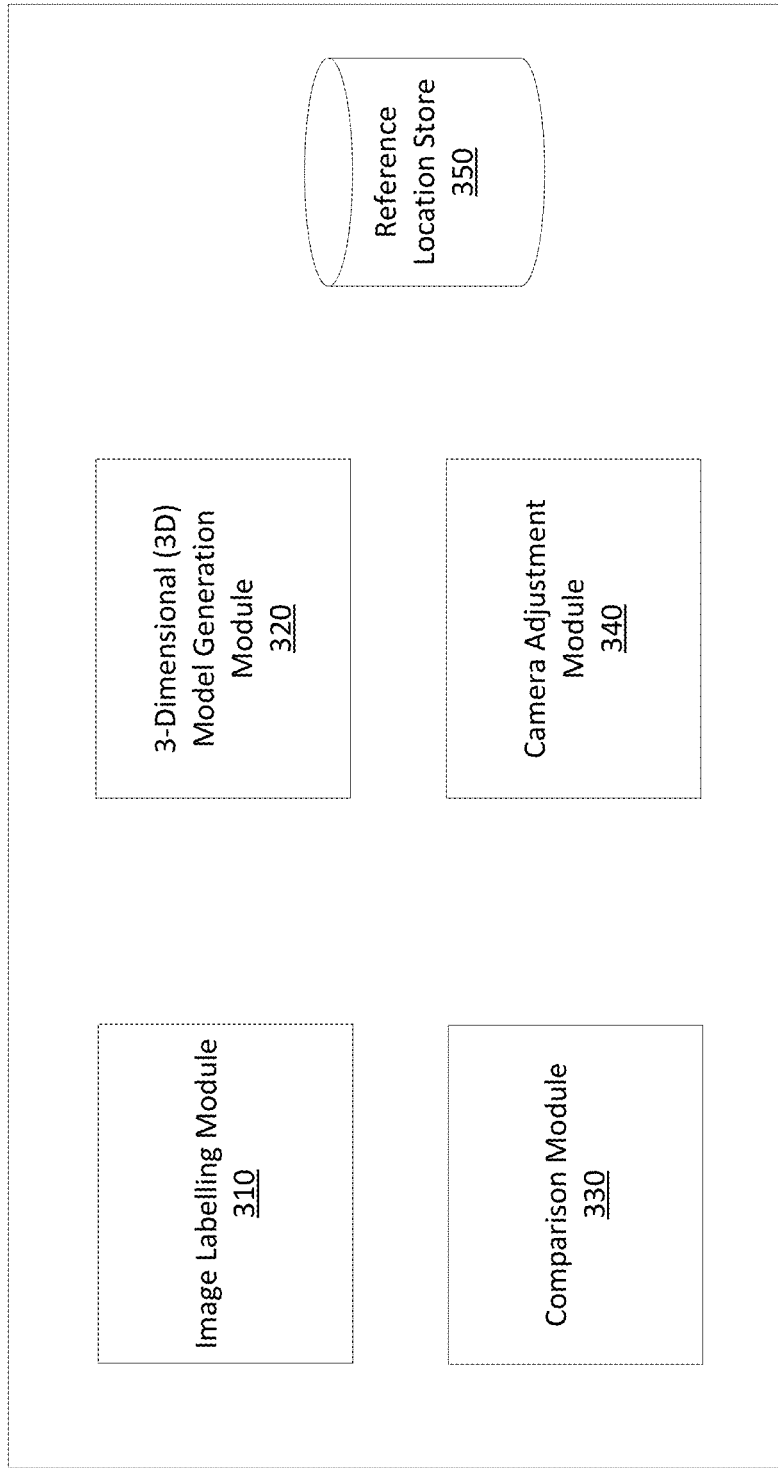 Image Labelling Module
310
3-Dimensional (3D)
Model Generation
Module
320
Comparison Module
330
Camera Adjustment
Module
340
Reference
Location Store
350